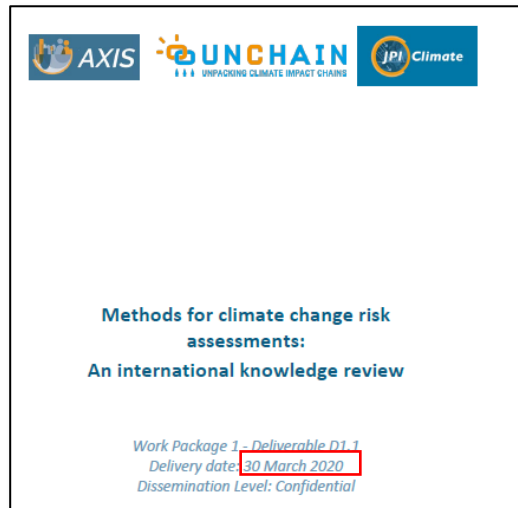 AXIS
UNCHAIN
UNPACKING CLIMATE IMPACT CHAINS
JPI Climate
Methods for climate change risk
assessments:
An international knowledge review
Work Package 1 - Deliverable D1.1
Delivery date: 30 March 2020
Dissemination Level: Confidential